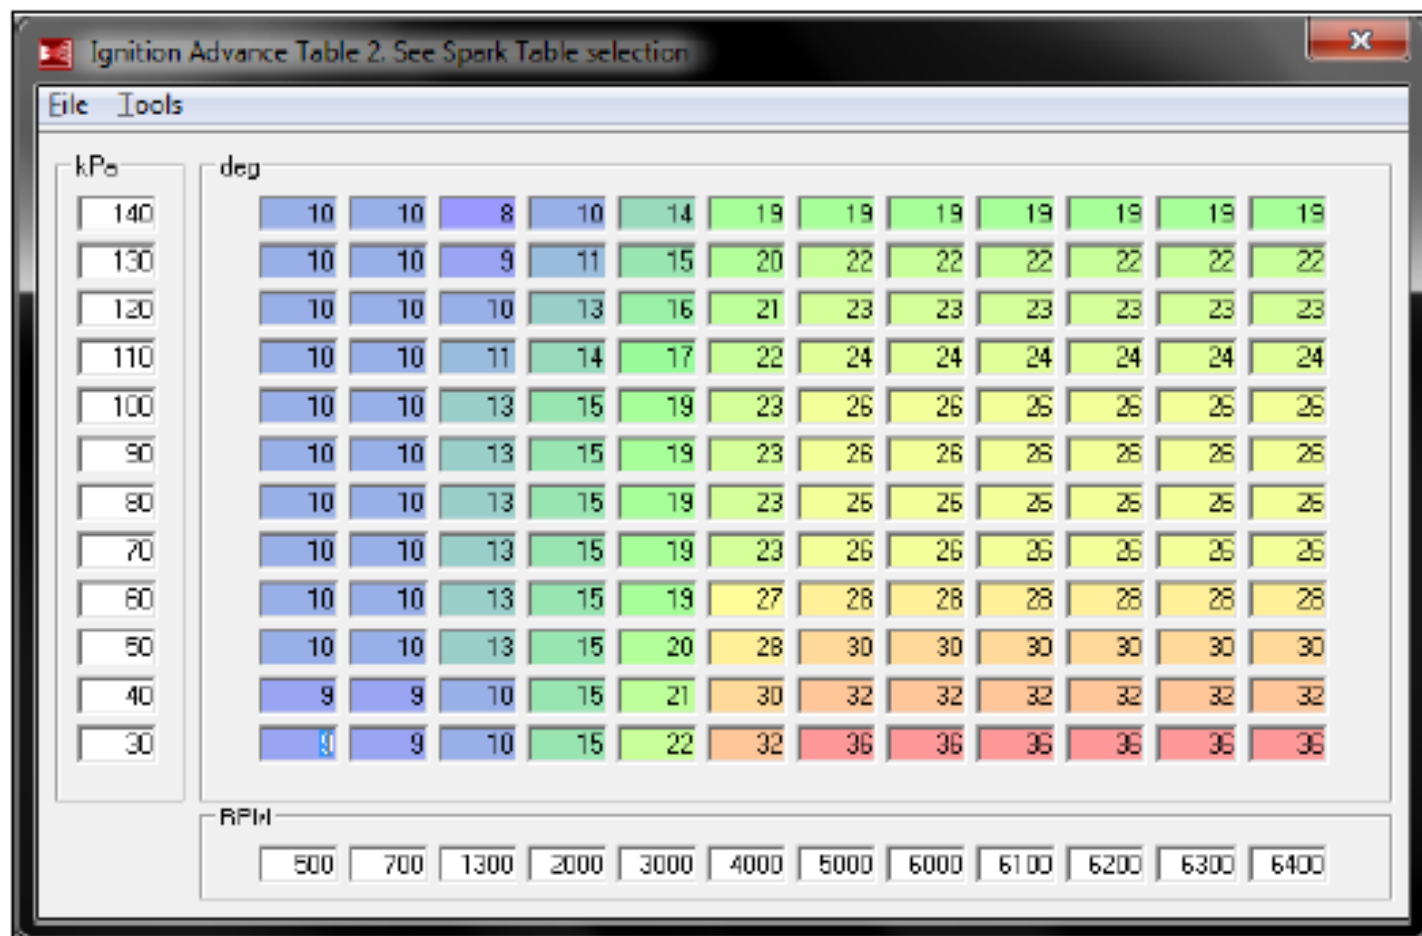 Ignition Advance Table 2. See Spark Table selection
File Tools
kPa deg
140 10 10 8 10 14 19 19 19 19 19 19 19
130 10 10 9 11 15 20 22 22 22 22 22 22
120 10 10 10 13 16 21 23 23 23 23 23 23
110 10 10 11 14 17 22 24 24 24 24 24 24
100 10 10 13 15 19 23 26 26 26 26 26 26
90 10 10 13 15 19 23 26 26 26 26 26 26
80 10 10 13 15 19 23 26 26 26 26 26 26
70 10 10 13 15 19 23 26 26 26 26 26 26
60 10 10 13 15 19 27 28 28 28 28 28 28
50 10 10 13 15 20 28 30 30 30 30 30 30
40 9 9 10 15 21 30 32 32 32 32 32 32
30 9 9 10 15 22 32 36 36 36 36 36 36
RPM
500 700 1300 2000 3000 4000 5000 6000 6100 6200 6300 6400